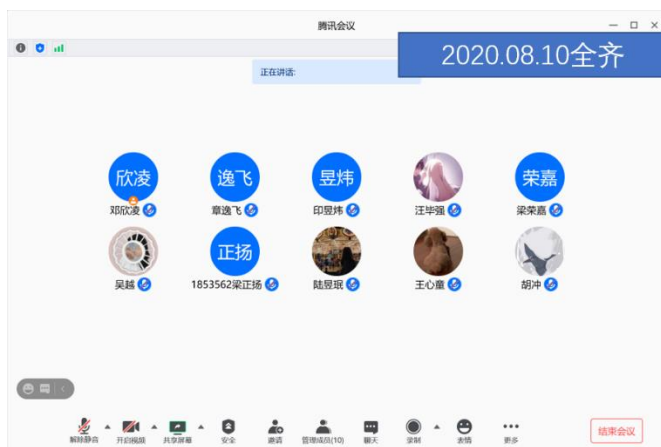 腾讯会议
2020.08.10全齐
正在讲话:
欣凌
逸飞
昱炜
荣嘉
邓欣凌
章逸飞
印昱炜
汪毕强
梁荣嘉
正扬
吴越
1853562梁正扬
陆昱珉
王心童
胡冲
解除静音
开启视频
共享屏幕
安全
邀请
管理成员(10)
聊天
录制
表情
更多
结束会议